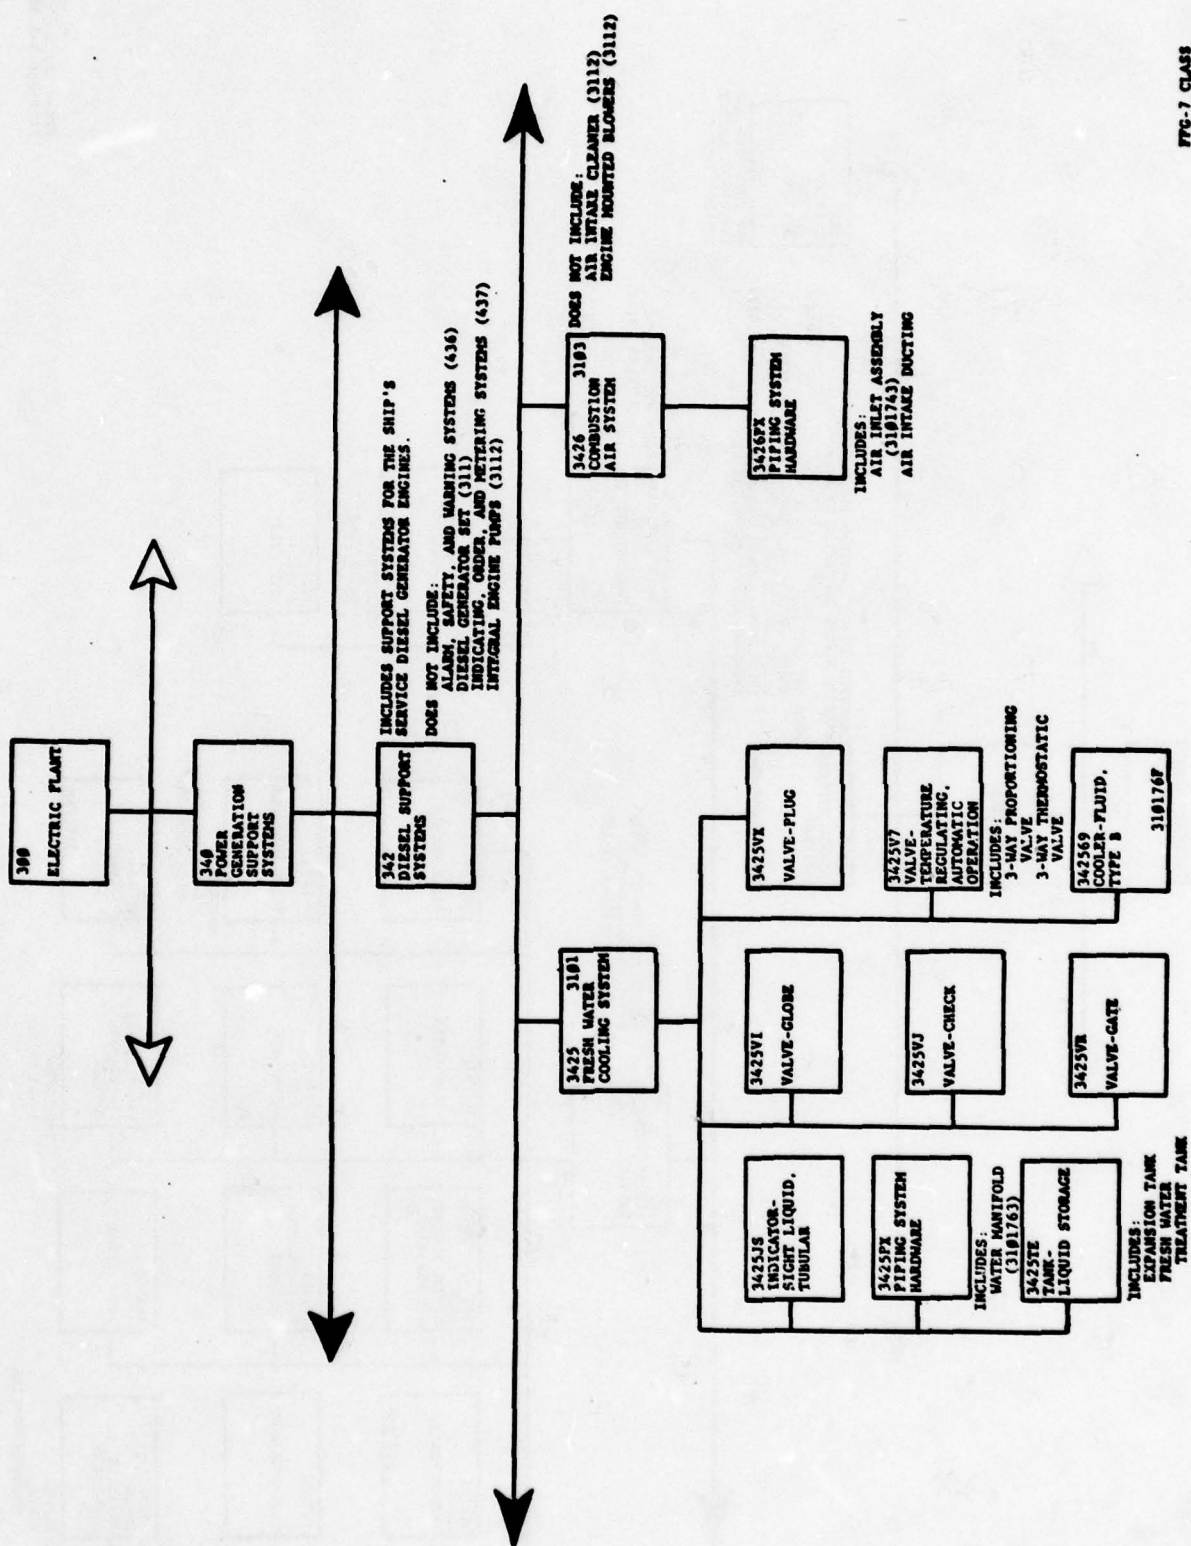 300
ELECTRIC PLANT
340
POWER
GENERATION
SUPPORT
SYSTEMS
342
DIESEL SUPPORT
SYSTEMS
INCLUDES SUPPORT SYSTEMS FOR THE SHIP'S
SERVICE DIESEL GENERATOR ENGINES.
DOES NOT INCLUDE:
ALARM, SAFETY, AND WARNING SYSTEMS (436)
DIESEL GENERATOR SET (311)
INDICATING, ORDER, AND METERING SYSTEMS (437)
INTEGRAL ENGINE PUMPS (3112)
3425 3101
FRESH WATER
COOLING SYSTEM
3426 3103
COMBUSTION
AIR SYSTEM
DOES NOT INCLUDE:
AIR INTAKE CLEANER (3112)
ENGINE MOUNTED BLOWERS (3112)
3425JS
INDICATOR-
SIGHT LIQUID,
TUBULAR
3425VI
VALVE-GLOBE
3425VK
VALVE-PLUG
3426PX
PIPING SYSTEM
HARDWARE
INCLUDES:
AIR INLET ASSEMBLY
(3101743)
AIR INTAKE DUCTING
3425PX
PIPING SYSTEM
HARDWARE
INCLUDES:
WATER MANIFOLD
(3101763)
3425VJ
VALVE-CHECK
3425V7
VALVE-
TEMPERATURE
REGULATING,
AUTOMATIC
OPERATION
INCLUDES:
3-WAY PROPORTIONING
VALVE
3-WAY THERMOSTATIC
VALVE
3425TE
TANK-
LIQUID STORAGE
INCLUDES:
EXPANSION TANK
FRESH WATER
TREATMENT TANK
3425VR
VALVE-GATE
342569
COOLER-FLUID,
TYPE B
310176F
FFG-7 CLASS